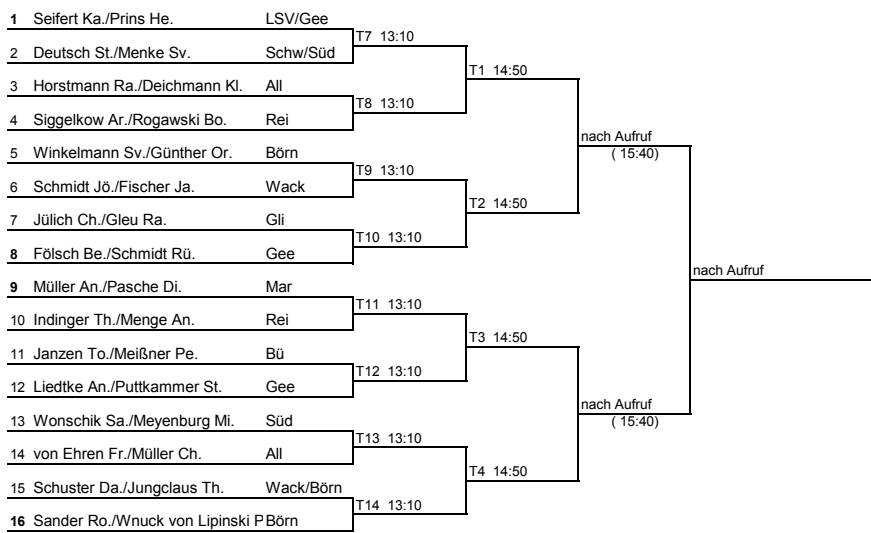 1 Seifert Ka./Prins He. LSV/Gee
T7 13:10
2 Deutsch St./Menke Sv. Schw/Süd
T1 14:50
3 Horstmann Ra./Deichmann Kl. All
T8 13:10
4 Siggelkow Ar./Rogawski Bo. Rei
nach Aufruf
5 Winkelmann Sv./Günther Or. Börn
( 15:40)
T9 13:10
6 Schmidt Jö./Fischer Ja. Wack
T2 14:50
7 Jülich Ch./Gleu Ra. Gli
T10 13:10
8 Fölsch Be./Schmidt Rü. Gee
nach Aufruf
9 Müller An./Pasche Di. Mar
T11 13:10
10 Indinger Th./Menge An. Rei
T3 14:50
11 Janzen To./Meißner Pe. Bü
T12 13:10
12 Liedtke An./Puttkammer St. Gee
nach Aufruf
13 Wonschik Sa./Meyenburg Mi. Süd
( 15:40)
T13 13:10
14 von Ehren Fr./Müller Ch. All
T4 14:50
15 Schuster Da./Jungclaus Th. Wack/Börn
T14 13:10
16 Sander Ro./Wnuck von Lipinski P Börn